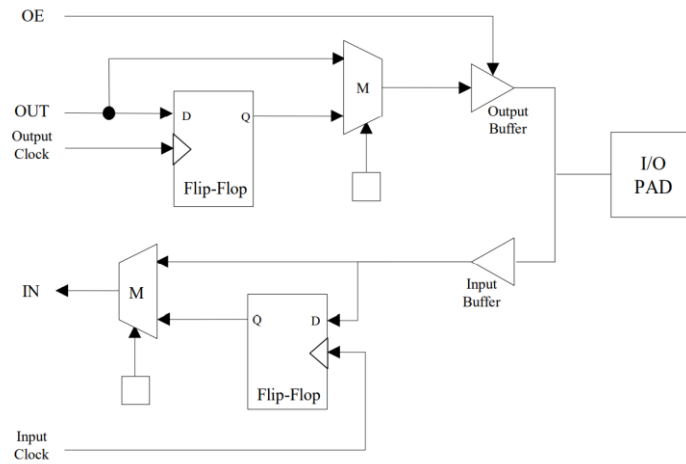 OE
OUT
Output
Clock
D
Q
Flip-Flop
M
Output
Buffer
I/O
PAD
IN
M
Q
D
Flip-Flop
Input
Buffer
Input
Clock